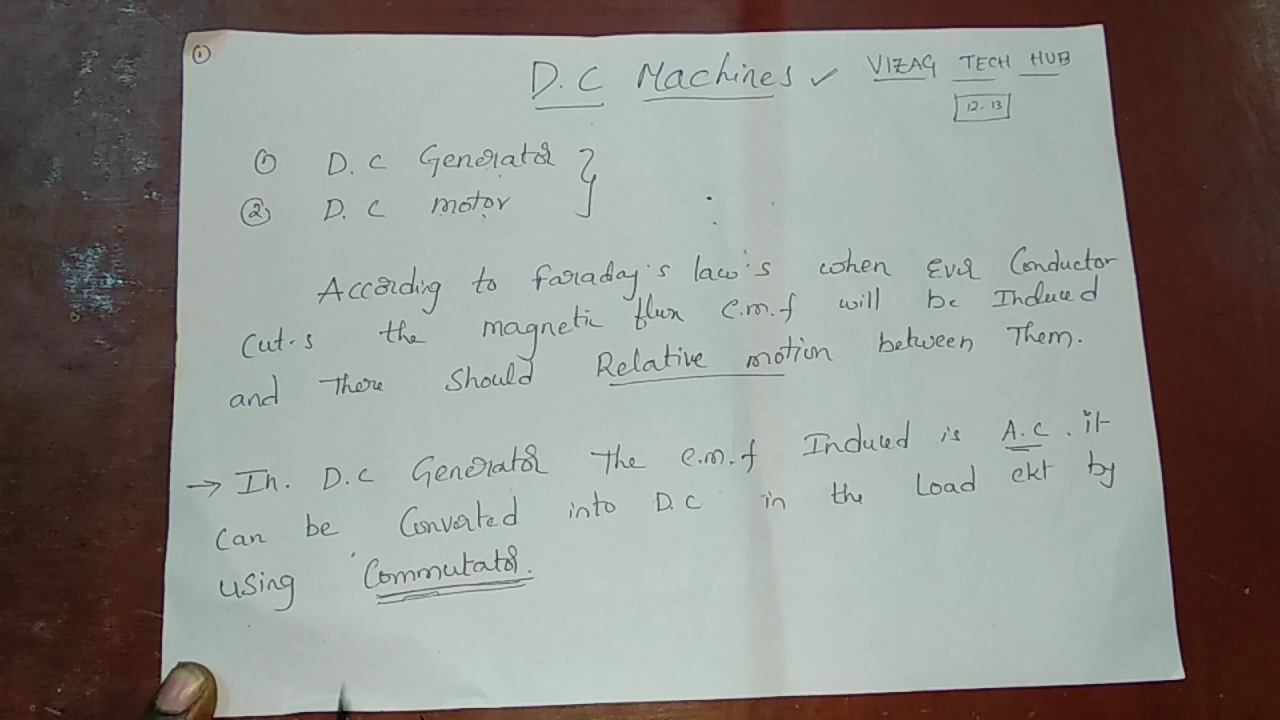 ①
D.C Machines ✓ VIZAG TECH HUB
12.13
① D.C Generator
② D.C motor
According to faraday's law's when ever Conductor
cut.s the magnetic flux e.m.f will be Induced
and there should Relative motion between Them.
→ In. D.C Generator the e.m.f Induced is A.C. it
can be Converted into D.C in the Load ckt by
using Commutator.